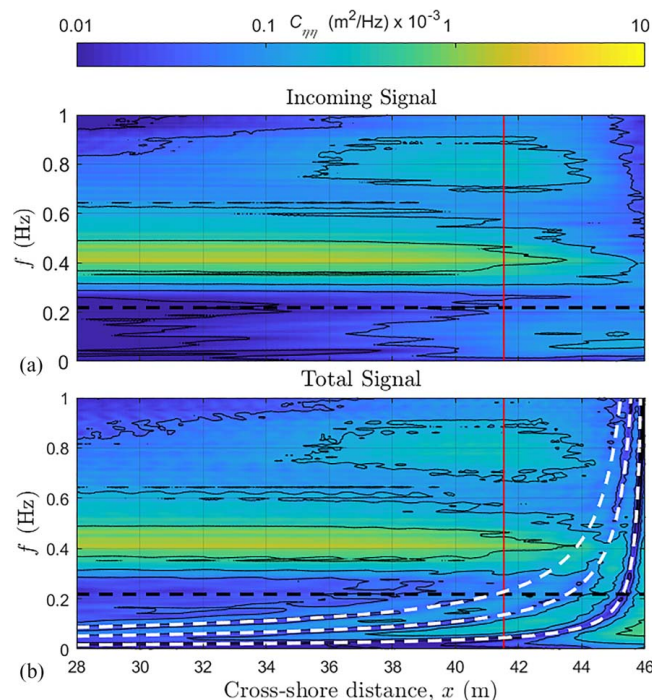 0.01 C_ηη (m²/Hz) x 10⁻³ 10
0.1 1
Incoming Signal
1
0.8
0.6
f (Hz)
0.4
0.2
0
(a)
Total Signal
1
0.8
0.6
f (Hz)
0.4
0.2
0
28 30 32 34 36 38 40 42 44 46
(b)
Cross-shore distance, x (m)